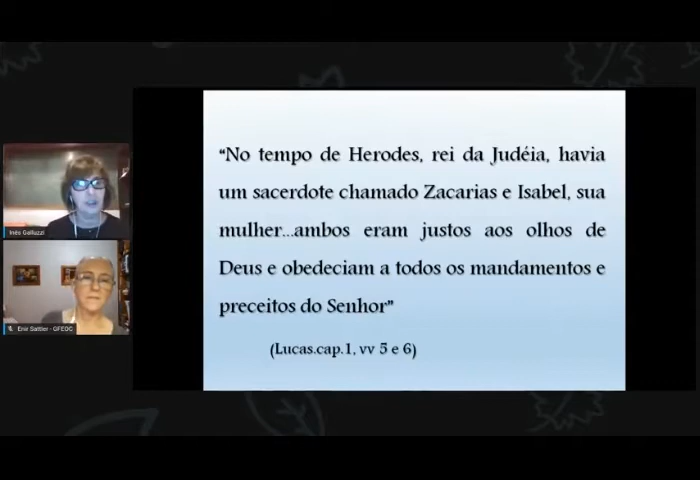 “No tempo de Herodes, rei da Judéia, havia
um sacerdote chamado Zacarias e Isabel, sua
mulher...ambos eram justos aos olhos de
Deus e obedeciam a todos os mandamentos e
preceitos do Senhor”
(Lucas.cap.1, vv 5 e 6)
Inês Galluzzi
Enir Sattler - GFEDC